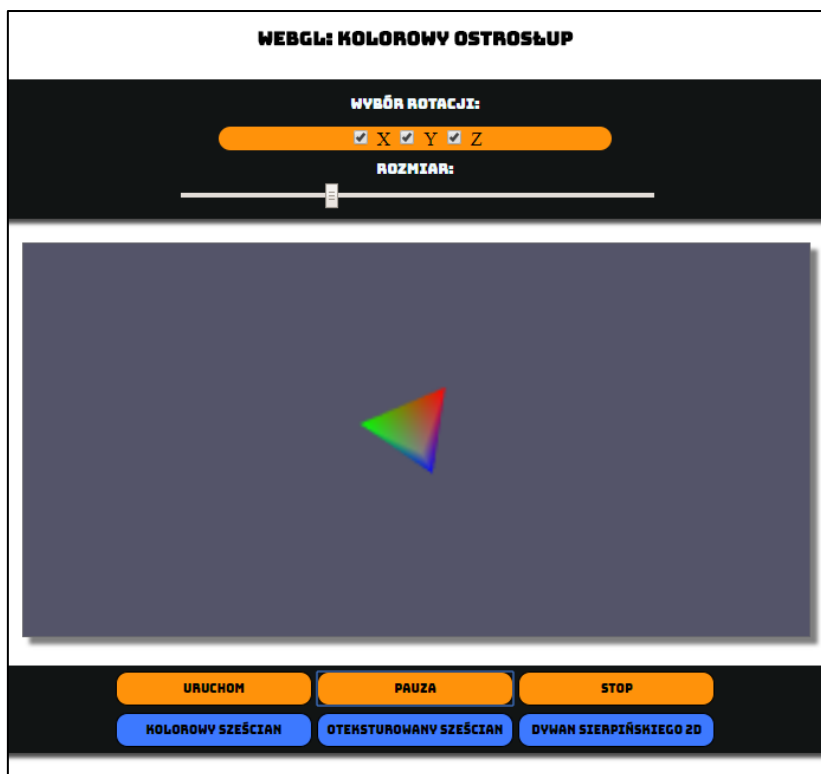 WEBGL: KOLOROWY OSTROSŁUP
WYBÓR ROTACJI:
X Y Z
ROZMIAR:
URUCHOM PAUZA STOP
KOLOROWY SZEŚCIAN OTEKSTUROWANY SZEŚCIAN DYWAN SIERPIŃSKIEGO 2D